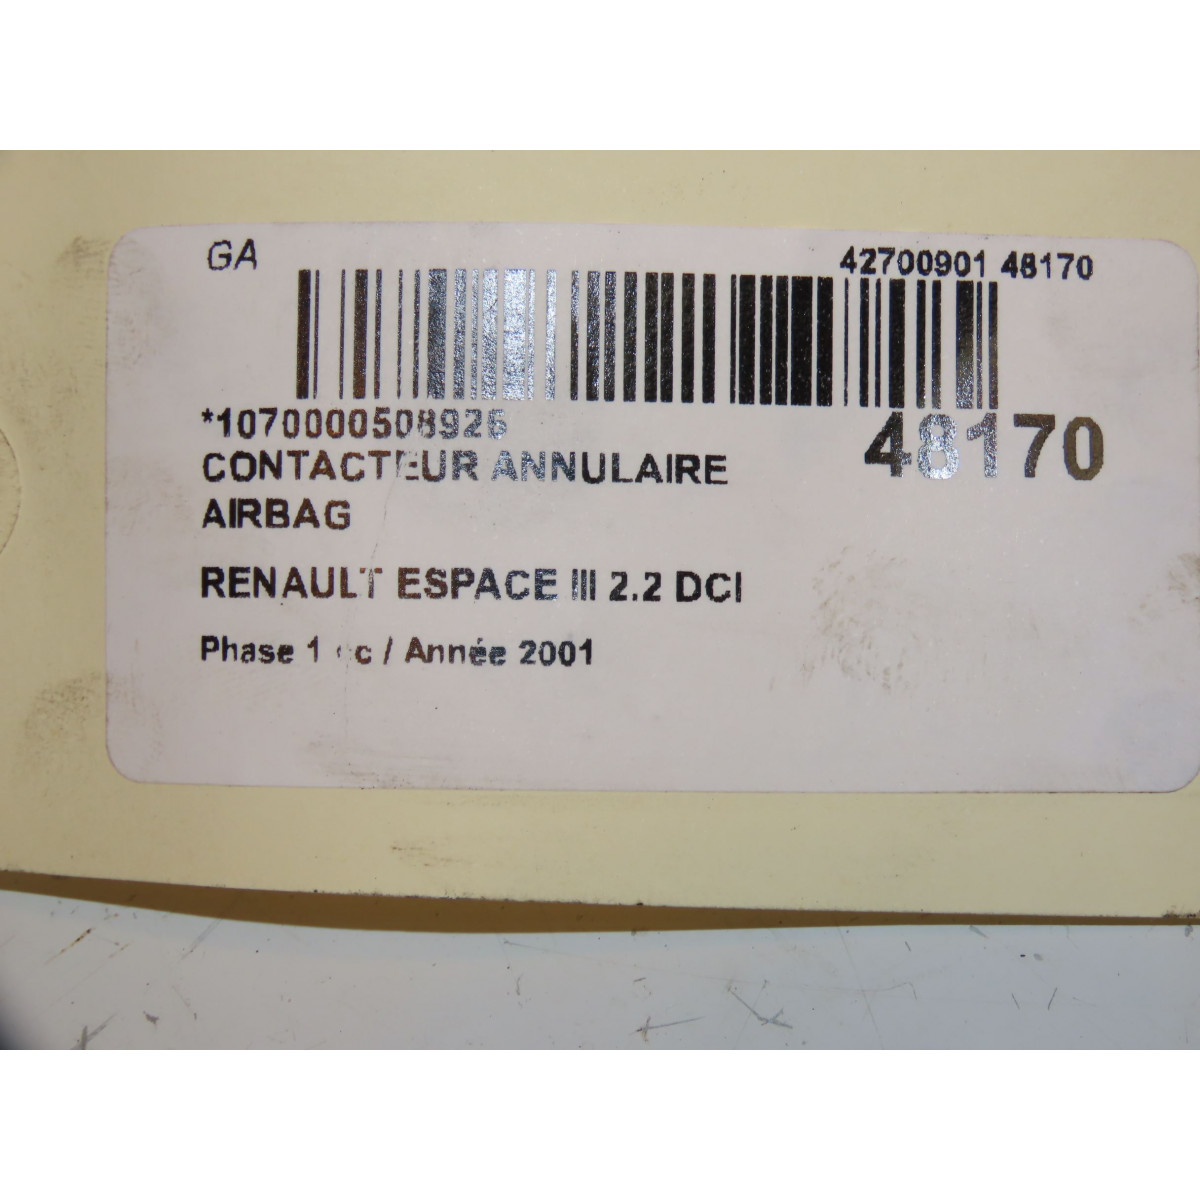 GA
42700901 48170
*1070000508926
48170
CONTACTEUR ANNULAIRE
AIRBAG
RENAULT ESPACE III 2.2 DCI
Phase 1 / Année 2001